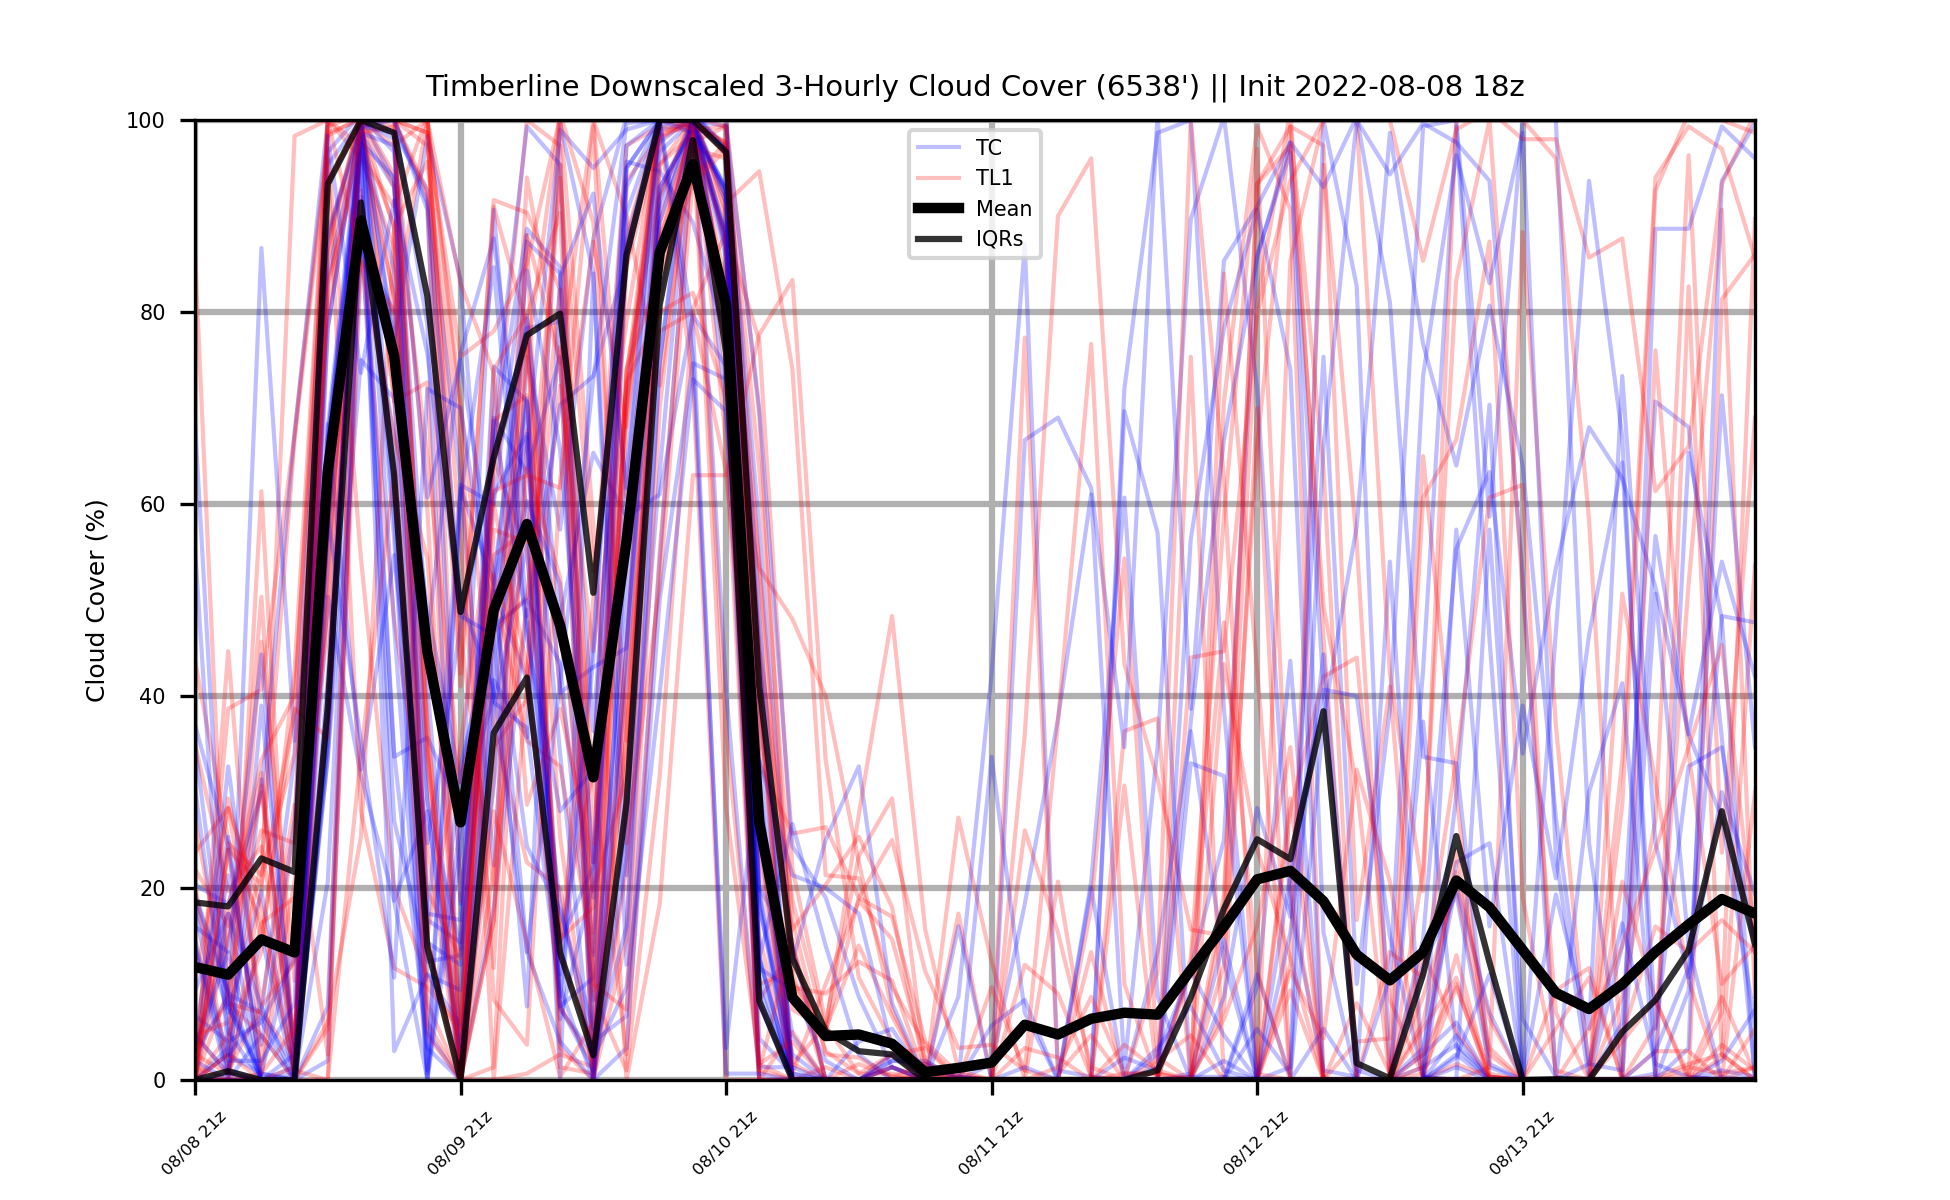 Timberline Downscaled 3-Hourly Cloud Cover (6538') || Init 2022-08-08 18z
TC
TL1
Mean
IQRs
Cloud Cover (%)
100
80
60
40
20
0
08/08 21z
08/09 21z
08/10 21z
08/11 21z
08/12 21z
08/13 21z